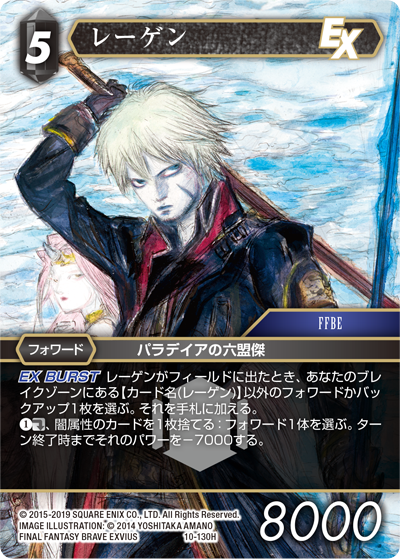 5
レーゲン
EX
FFBE
フォワード
パラデイアの六盟傑
EX BURST レーゲンがフィールドに出たとき、あなたのブレ
イクゾーンにある【カード名(レーゲン)】以外のフォワードかバッ
クアップ1枚を選ぶ。それを手札に加える。
❶、闇属性のカードを1枚捨てる：フォワード1体を選ぶ。ター
ン終了時までそのパワーを－7000する。
© 2015-2019 SQUARE ENIX CO., LTD. All Rights Reserved.
IMAGE ILLUSTRATION: © 2014 YOSHITAKA AMANO
FINAL FANTASY BRAVE EXVIUS
10-130H
8000